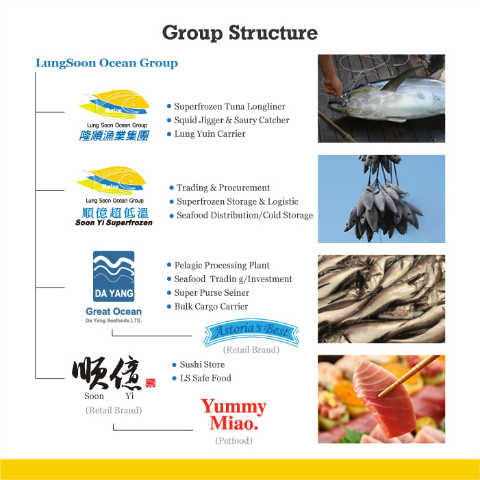 Group Structure
LungSoon Ocean Group
Lung Soon Ocean Group
隆順漁業集團
• Superfrozen Tuna Longliner
• Squid Jigger & Saury Catcher
• Lung Yuin Carrier
Lung Soon Ocean Group
順億超低溫
Soon Yi Superfrozen
• Trading & Procurement
• Superfrozen Storage & Logistic
• Seafood Distribution/Cold Storage
DA YANG
Great Ocean
Da Yang Seafoods LTD.
• Pelagic Processing Plant
• Seafood Tradin g/Investment
• Super Purse Seiner
• Bulk Cargo Carrier
Astoria's Best
(Retail Brand)
順億
Soon Yi
(Retail Brand)
• Sushi Store
• LS Safe Food
Yummy
Miao.
(Petfood)